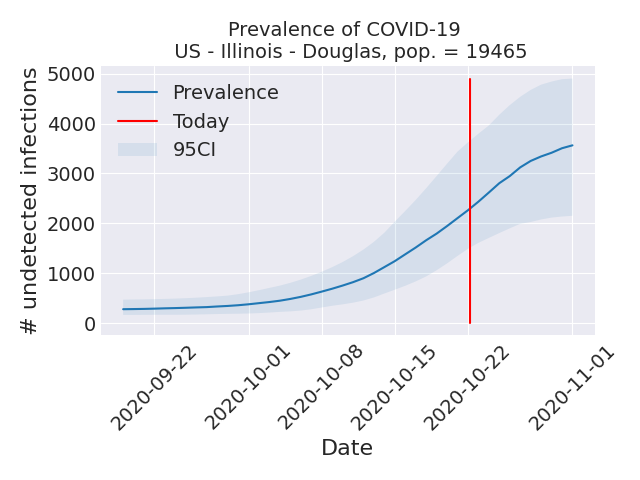 Prevalence of COVID-19
US - Illinois - Douglas, pop. = 19465
# undetected infections
5000
4000
3000
2000
1000
0
Prevalence
Today
95CI
2020-09-22
2020-10-01
2020-10-08
2020-10-15
2020-10-22
2020-11-01
Date